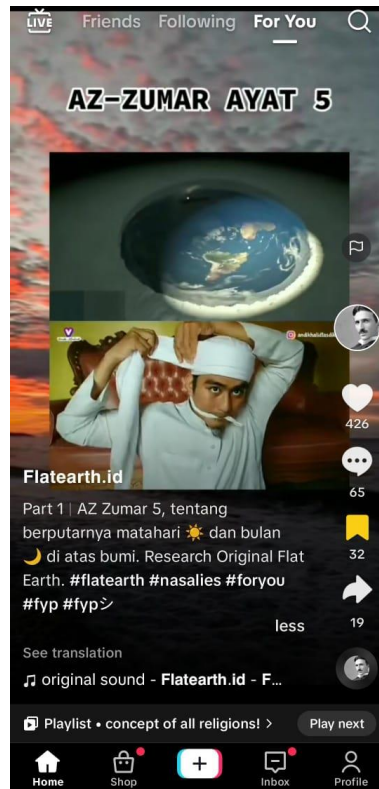 LIVE Friends Following For You
AZ-ZUMAR AYAT 5
Flatearth.id
Part 1 | AZ Zumar 5, tentang
berputarnya matahari ☀️ dan bulan
🌙 di atas bumi. Research Original Flat
Earth. #flatearth #nasalies #foryou
#fyp #fypシ
less
See translation
♫ original sound - Flatearth.id - F...
426
65
32
19
Playlist • concept of all religions! > Play next
Home Shop Inbox Profile